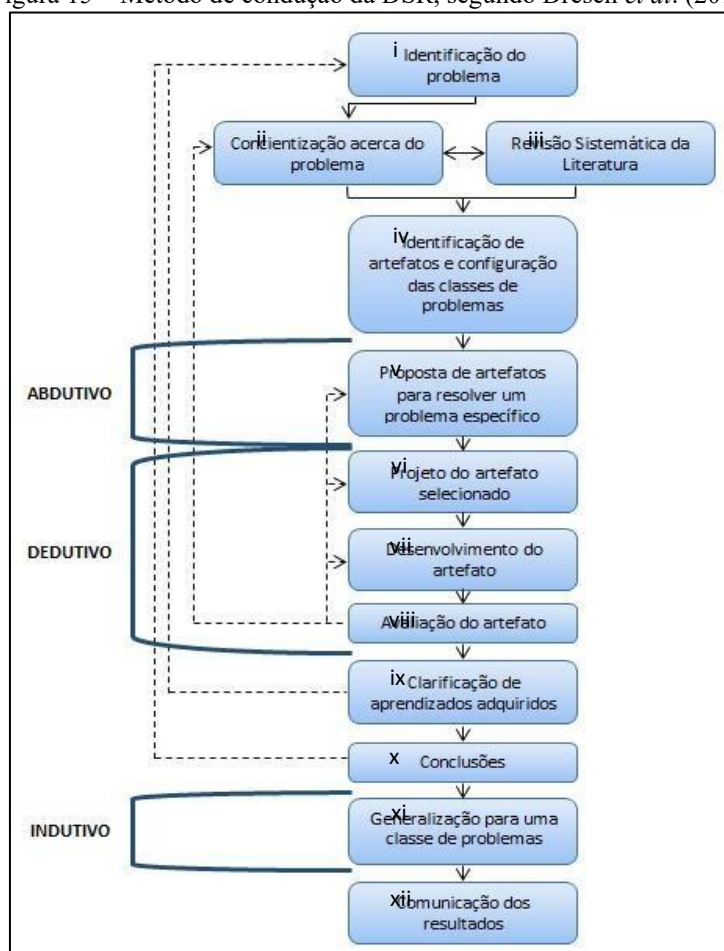 igura 15 – Método de condução da DSR, segundo Dresch et al. (20
i Identificação do
problema
ii Concientização acerca do
problema
iii Revisão Sistemática da
Literatura
iv Identificação de
artefatos e configuração
das classes de
problemas
ABDUTIVO
v Proposta de artefatos
para resolver um
problema específico
vi Projeto do artefato
selecionado
DEDUTIVO
vii Desenvolvimento do
artefato
viii Avaliação do artefato
ix Clarificação de
aprendizados adquiridos
x Conclusões
INDUTIVO
xi Generalização para uma
classe de problemas
xii Comunicação dos
resultados